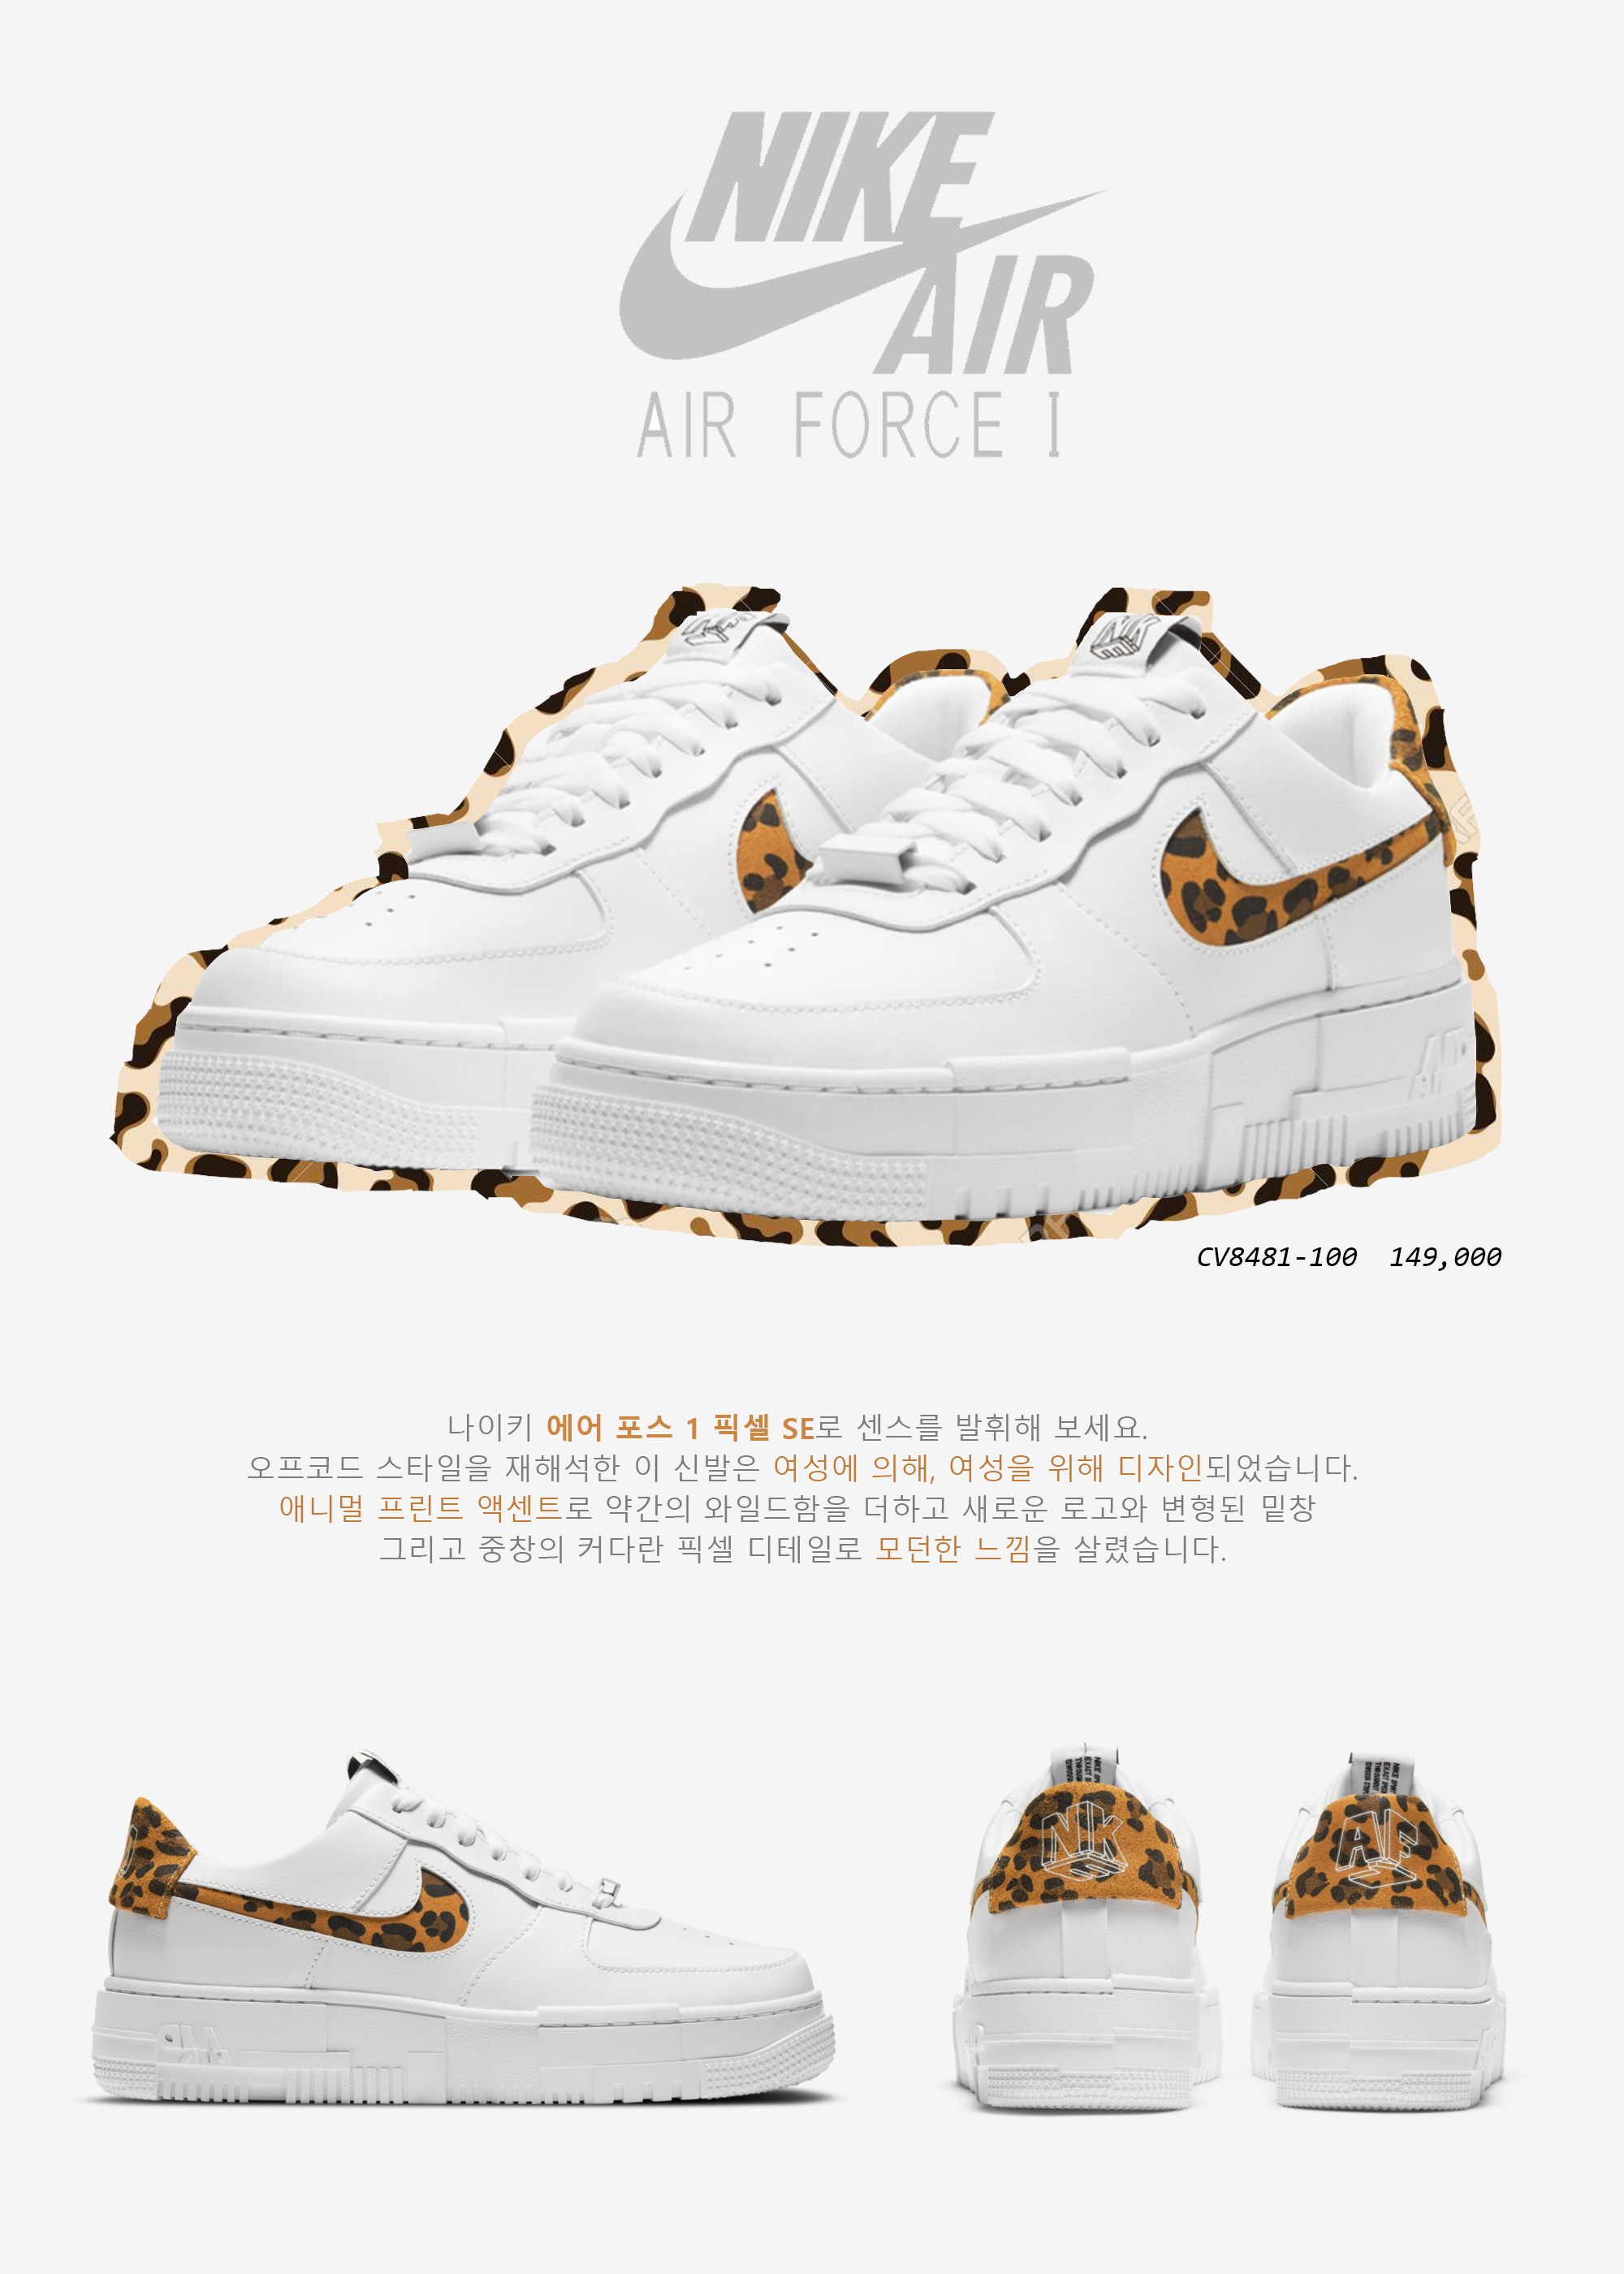 NIKE
AIR
AIR FORCE I
NK
CV8481-100 149,000
나이키 에어 포스 1 픽셀 SE로 센스를 발휘해 보세요.
오프코드 스타일을 재해석한 이 신발은 여성에 의해, 여성을 위해 디자인되었습니다.
애니멀 프린트 액센트로 약간의 와일드함을 더하고 새로운 로고와 변형된 밑창
그리고 중창의 커다란 픽셀 디테일로 모던한 느낌을 살렸습니다.
NK
AF